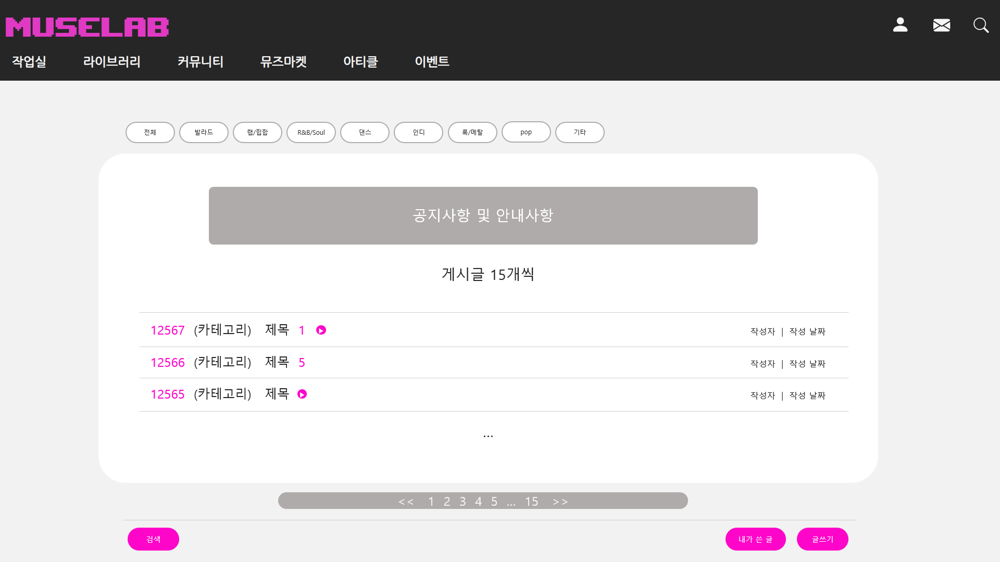 MUSELAB
작업실 라이브러리 커뮤니티 뮤즈마켓 아티클 이벤트
전체 발라드 랩/힙합 R&B/Soul 댄스 인디 록/메탈 pop 기타
공지사항 및 안내사항
게시글 15개씩
12567 (카테고리) 제목 1 작성자 | 작성 날짜
12566 (카테고리) 제목 5 작성자 | 작성 날짜
12565 (카테고리) 제목 작성자 | 작성 날짜
...
<< 1 2 3 4 5 ... 15 >>
검색 내가 쓴 글 글쓰기